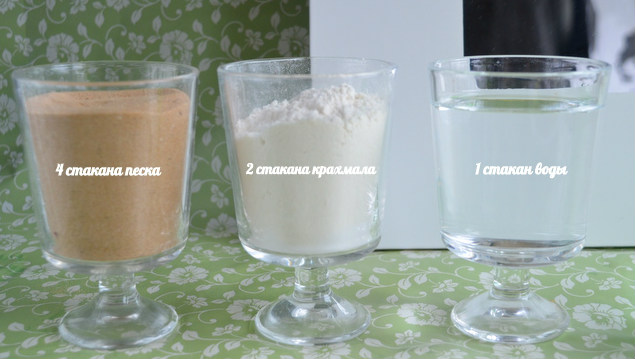 4 стакана песка
2 стакана крахмала
1 стакан воды